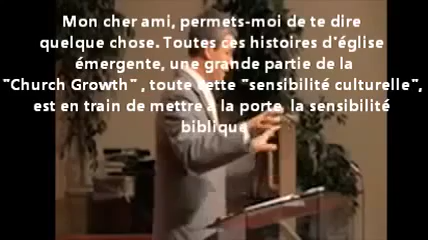 Mon cher ami, permets-moi de te dire
quelque chose. Toutes ces histoires d'église
émergente, une grande partie de la
"Church Growth" , toute cette "sensibilité culturelle",
est en train de mettre à la porte la sensibilité
biblique